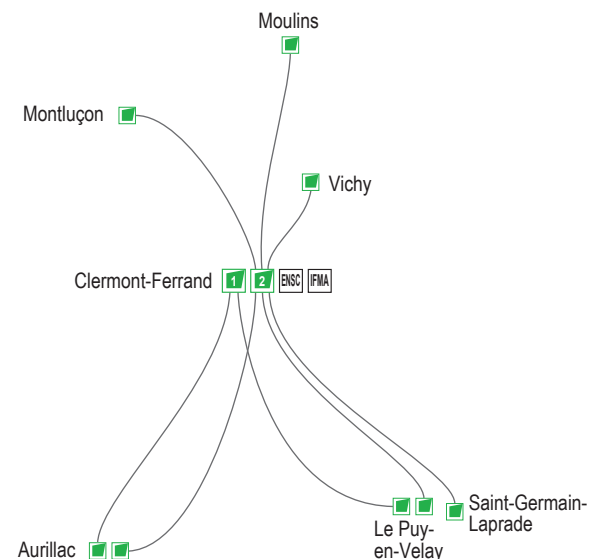 Moulins
Montluçon
Vichy
Clermont-Ferrand 1 2 ENSC IFMA
Saint-Germain-
Laprade
Le Puy-
en-Velay
Aurillac